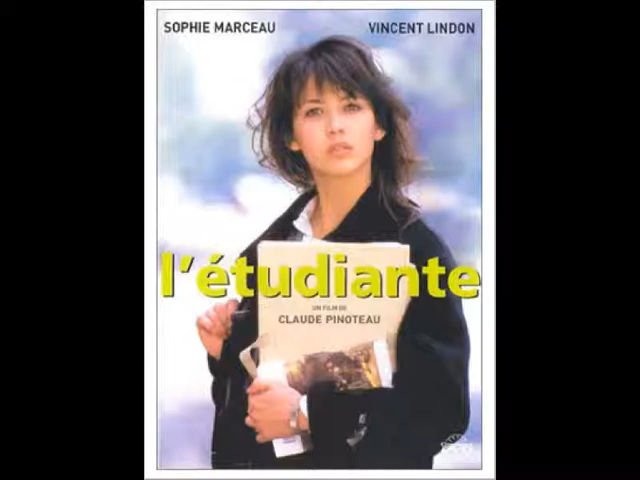 SOPHIE MARCEAU VINCENT LINDON
l'étudiante
UN FILM DE
CLAUDE PINOTEAU